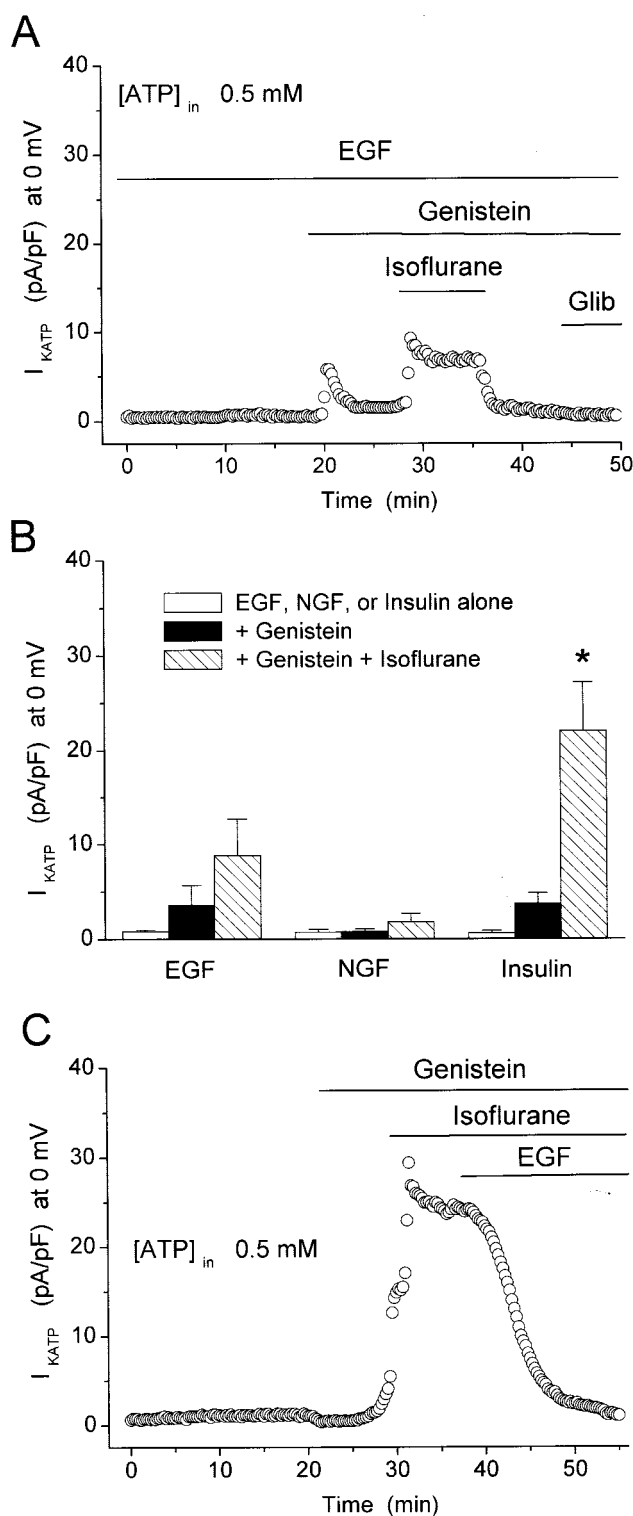 A
40
[ATP] in 0.5 mM
30
EGF
20
Genistein
Isoflurane
10
Glib
0
I KATP (pA/pF) at 0 mV
0 10 20 30 40 50
Time (min)
B
40
EGF, NGF, or Insulin alone
30
+ Genistein
+ Genistein + Isoflurane
*
20
10
0
I KATP (pA/pF) at 0 mV
EGF NGF Insulin
C
40
Genistein
Isoflurane
30
EGF
20
[ATP] in 0.5 mM
10
0
I KATP (pA/pF) at 0 mV
0 10 20 30 40 50
Time (min)